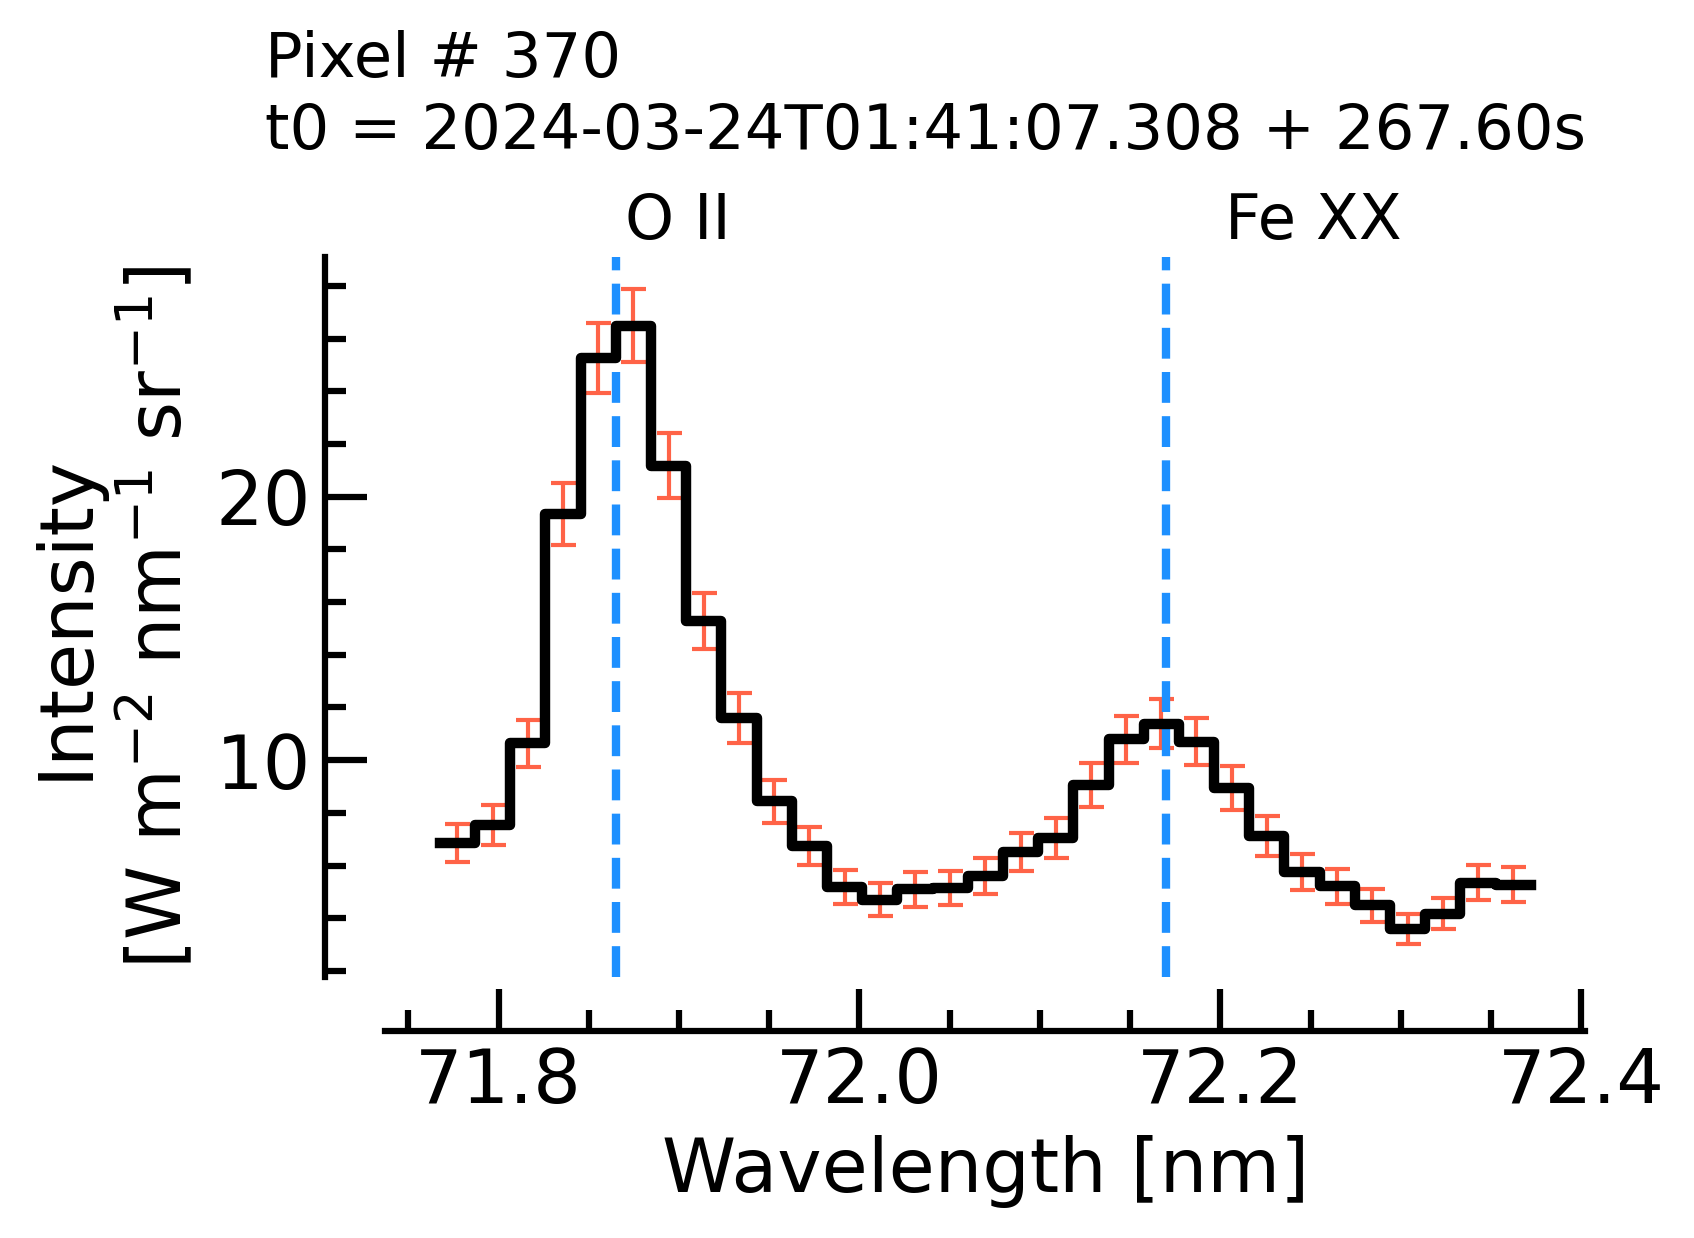 Pixel # 370
t0 = 2024-03-24T01:41:07.308 + 267.60s
O II
Fe XX
Intensity
[W m⁻² nm⁻¹ sr⁻¹]
20
10
71.8
72.0
72.2
72.4
Wavelength [nm]